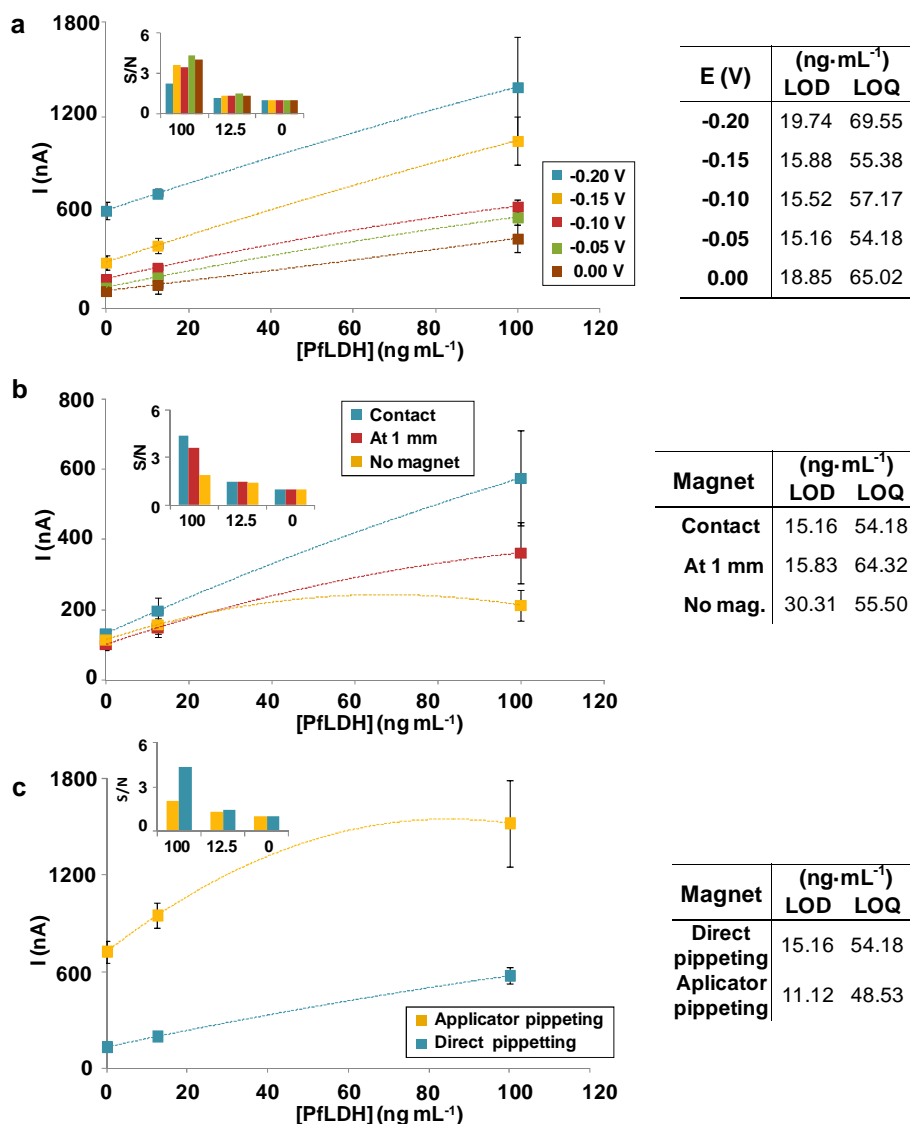 a
1800
1200
600
0
I (nA)
6
3
0
S/N
100 12.5 0
-0.20 V
-0.15 V
-0.10 V
-0.05 V
0.00 V
0 20 40 60 80 100 120
[PfLDH] (ng mL⁻¹)
E (V) (ng·mL⁻¹)
LOD LOQ
-0.20 19.74 69.55
-0.15 15.88 55.38
-0.10 15.52 57.17
-0.05 15.16 54.18
0.00 18.85 65.02
b
800
600
400
200
0
I (nA)
6
3
0
S/N
100 12.5 0
Contact
At 1 mm
No magnet
0 20 40 60 80 100 120
[PfLDH] (ng mL⁻¹)
Magnet (ng·mL⁻¹)
LOD LOQ
Contact 15.16 54.18
At 1 mm 15.83 64.32
No mag. 30.31 55.50
c
1800
1200
600
0
I (nA)
6
3
0
S/N
100 12.5 0
Applicator pippeting
Direct pippetting
0 20 40 60 80 100 120
[PfLDH] (ng mL⁻¹)
Magnet (ng·mL⁻¹)
LOD LOQ
Direct
pippeting 15.16 54.18
Aplicator
pippeting 11.12 48.53